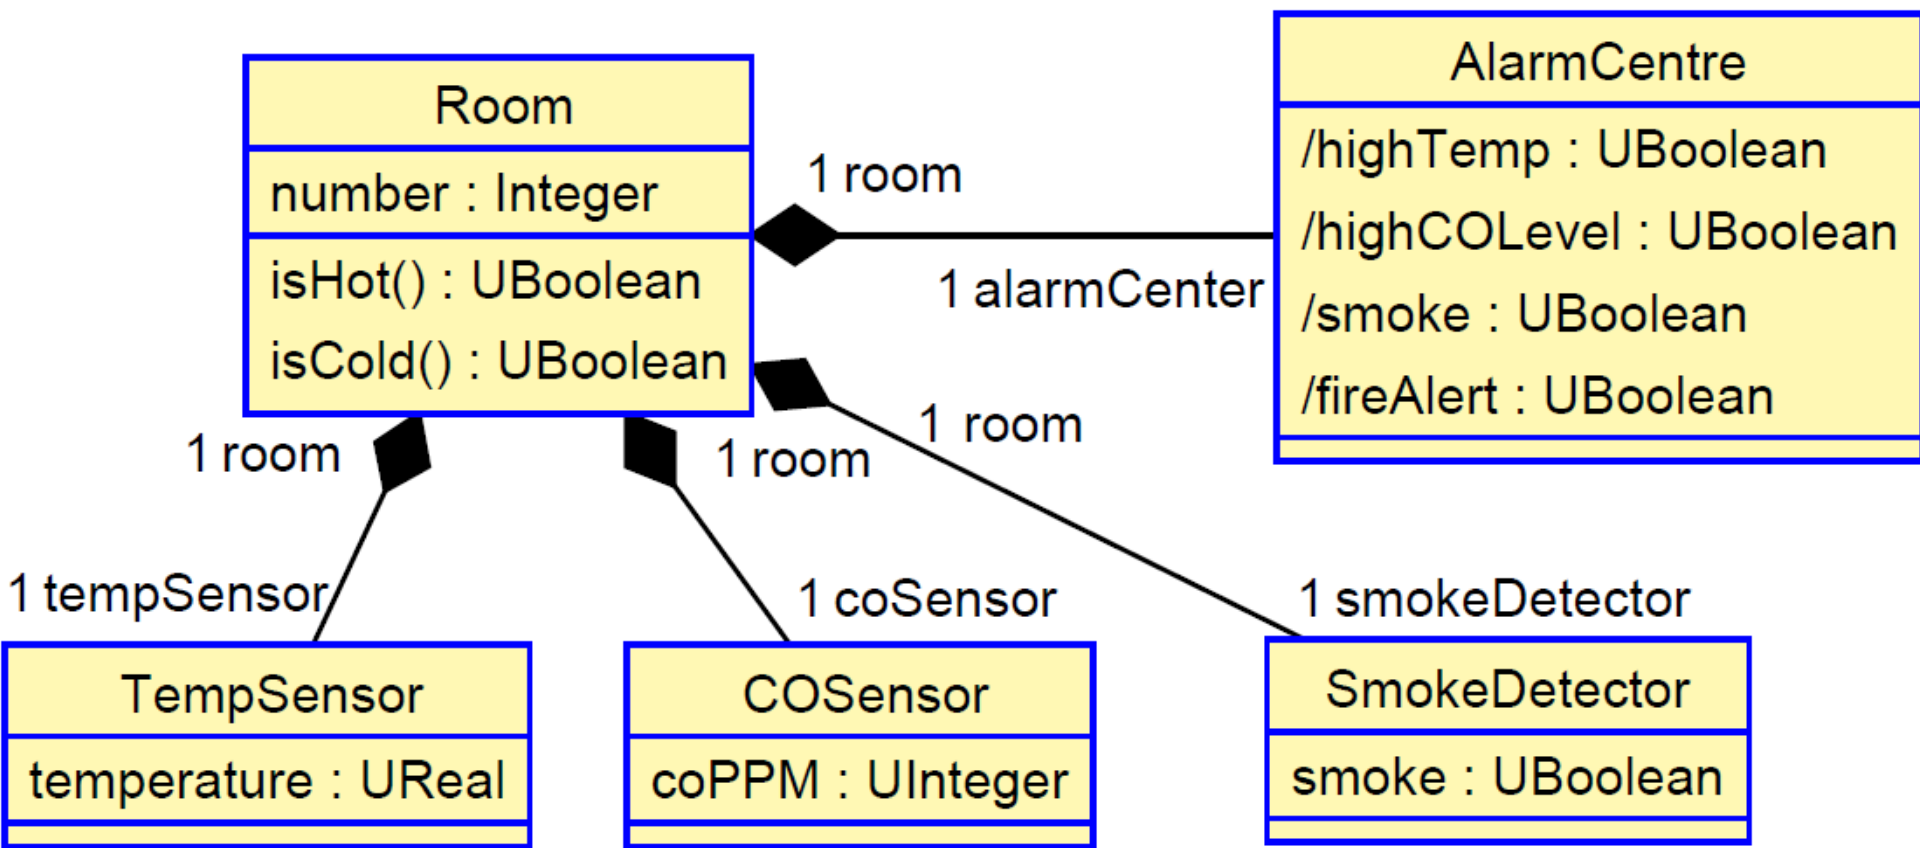 Room
number : Integer
isHot() : UBoolean
isCold() : UBoolean
AlarmCentre
/highTemp : UBoolean
/highCOLevel : UBoolean
/smoke : UBoolean
/fireAlert : UBoolean
1 room
1 alarmCenter
1 room
1 room
1 room
1 tempSensor
1 coSensor
1 smokeDetector
TempSensor
temperature : UReal
COSensor
coPPM : UInteger
SmokeDetector
smoke : UBoolean